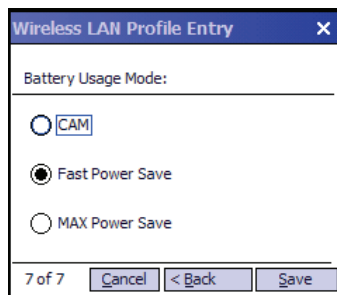 Wireless LAN Profile Entry X
Battery Usage Mode:
CAM
Fast Power Save
MAX Power Save
7 of 7 Cancel < Back Save